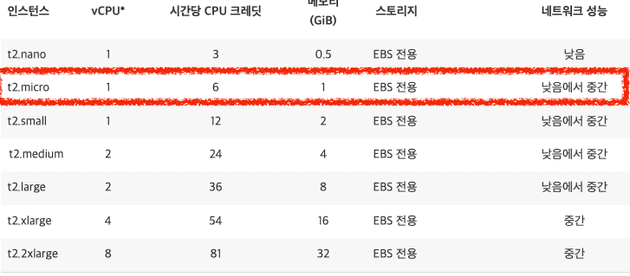 인스턴스 vCPU* 시간당 CPU 크레딧 메모리 (GiB) 스토리지 네트워크 성능
t2.nano 1 3 0.5 EBS 전용 낮음
t2.micro 1 6 1 EBS 전용 낮음에서 중간
t2.small 1 12 2 EBS 전용 낮음에서 중간
t2.medium 2 24 4 EBS 전용 낮음에서 중간
t2.large 2 36 8 EBS 전용 낮음에서 중간
t2.xlarge 4 54 16 EBS 전용 중간
t2.2xlarge 8 81 32 EBS 전용 중간